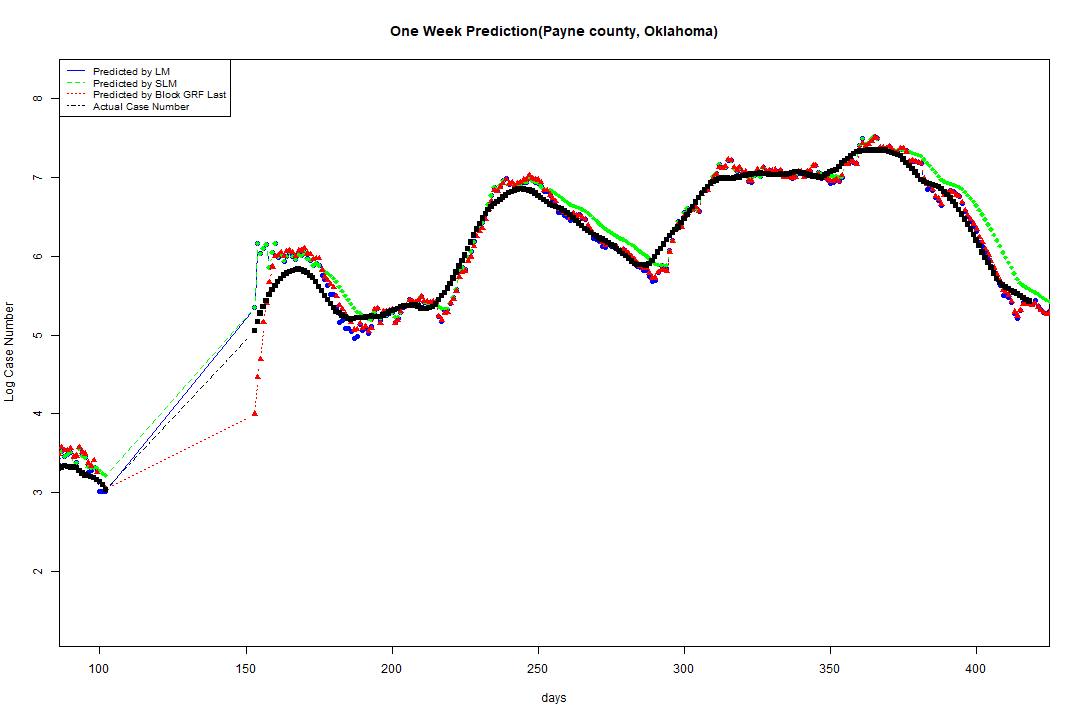 One Week Prediction(Payne county, Oklahoma)
Predicted by LM
Predicted by SLM
Predicted by Block GRF Last
Actual Case Number
Log Case Number
8
7
6
5
4
3
2
100 150 200 250 300 350 400
days